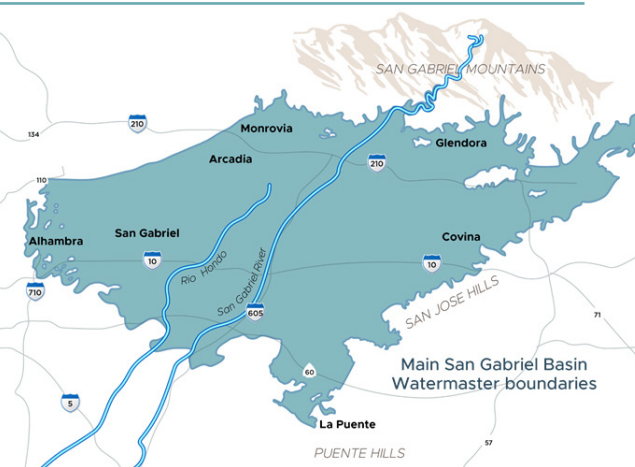 SAN GABRIEL MOUNTAINS
210
134
Monrovia
Glendora
Arcadia
210
110
San Gabriel
Alhambra
Covina
10
Rio Hondo
10
710
San Gabriel River
SAN JOSE HILLS
605
71
Main San Gabriel Basin
Watermaster boundaries
60
5
La Puente
57
PUENTE HILLS